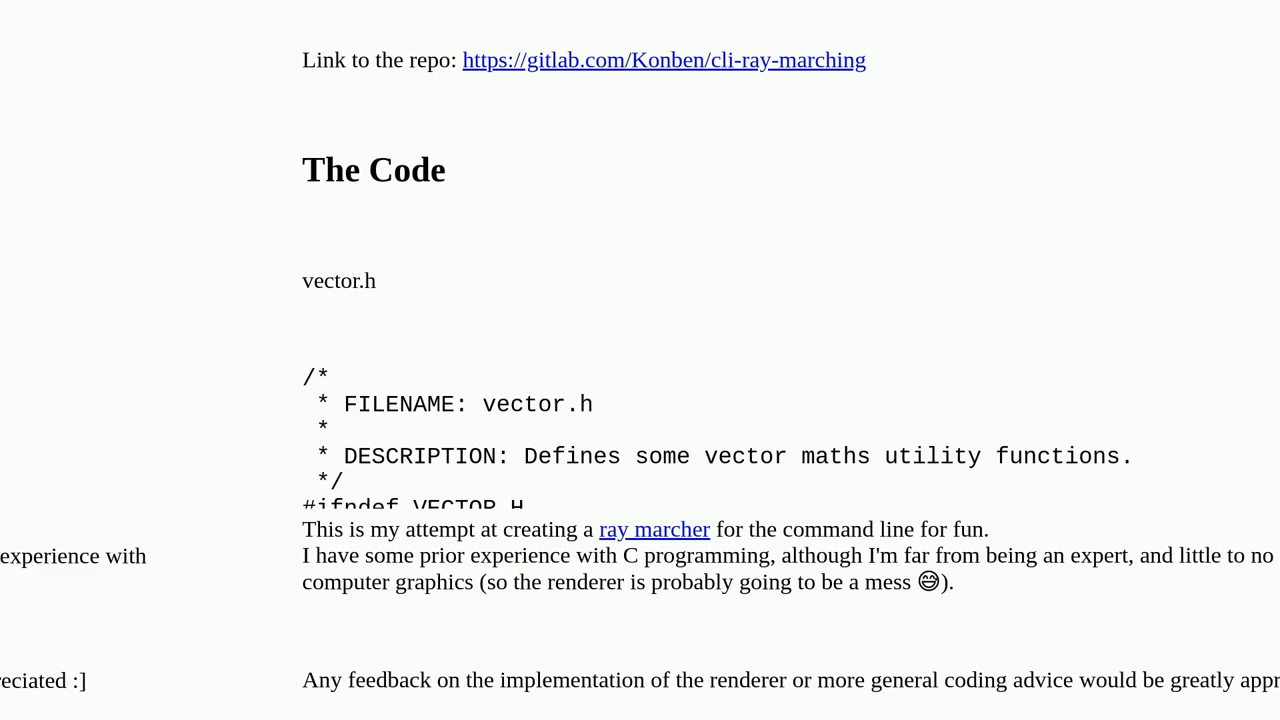 Link to the repo: https://gitlab.com/Konben/cli-ray-marching
The Code
vector.h
/*
 * FILENAME: vector.h
 *
 * DESCRIPTION: Defines some vector maths utility functions.
 */
#ifndef VECTOR_H
This is my attempt at creating a ray marcher for the command line for fun.
I have some prior experience with C programming, although I'm far from being an expert, and little to no
experience with
computer graphics (so the renderer is probably going to be a mess 😅).
Any feedback on the implementation of the renderer or more general coding advice would be greatly appr
reciated :]